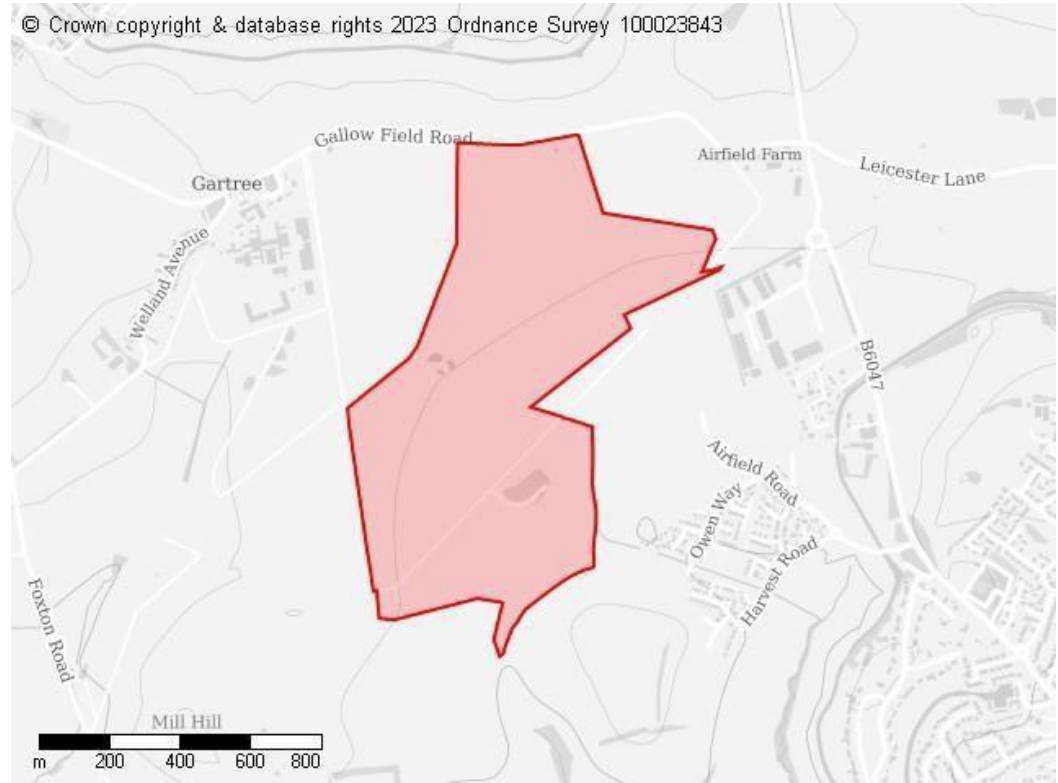 © Crown copyright & database rights 2023 Ordnance Survey 100023843
Gallow Field Road
Airfield Farm
Leicester Lane
Gartree
Welland Avenue
B6047
Airfield Road
Owen Way
Harvest Road
Foxton Road
Mill Hill
m 200 400 600 800